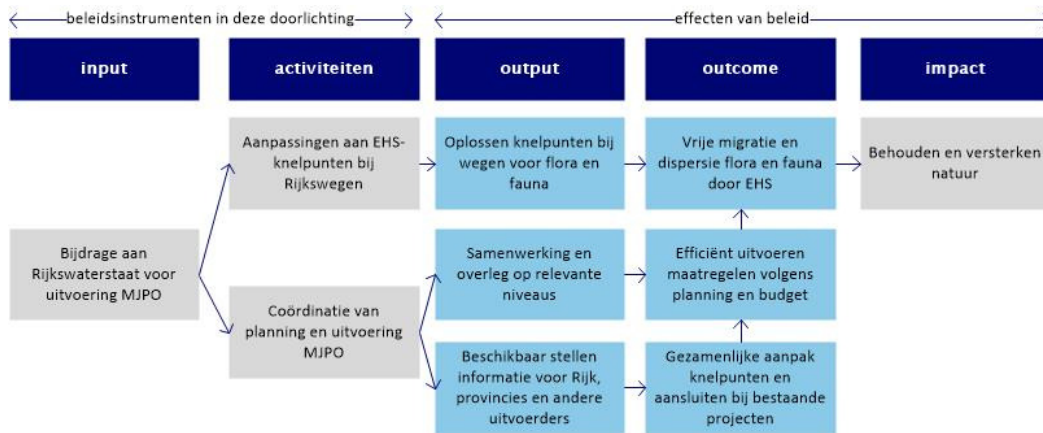 beleidsinstrumenten in deze doorlichting
effecten van beleid
input
activiteiten
output
outcome
impact
Aanpassingen aan EHS-
knelpunten bij
Rijkswegen
Oplossen knelpunten bij
wegen voor flora en
fauna
Vrije migratie en
dispersie flora en fauna
door EHS
Behouden en versterken
natuur
Bijdrage aan
Rijkswaterstaat voor
uitvoering MJPO
Coördinatie van
planning en uitvoering
MJPO
Samenwerking en
overleg op relevante
niveaus
Efficiënt uitvoeren
maatregelen volgens
planning en budget
Beschikbaar stellen
informatie voor Rijk,
provincies en andere
uitvoerders
Gezamenlijke aanpak
knelpunten en
aansluiten bij bestaande
projecten